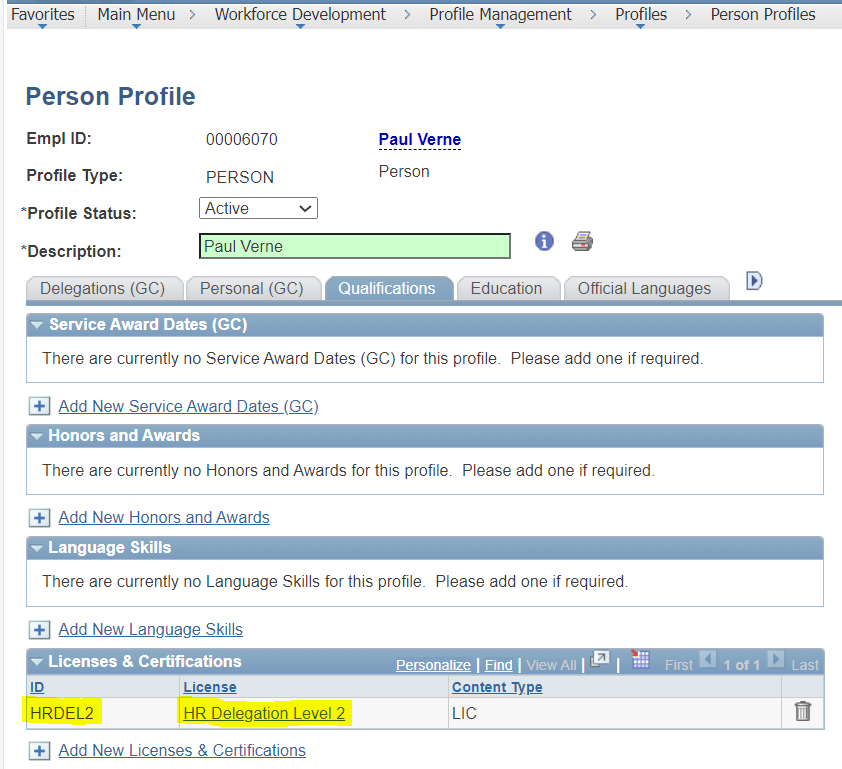 Favorites Main Menu > Workforce Development > Profile Management > Profiles > Person Profiles
Person Profile
Empl ID: 00006070 Paul Verne
Profile Type: PERSON Person
*Profile Status: Active
*Description: Paul Verne
Delegations (GC) Personal (GC) Qualifications Education Official Languages
Service Award Dates (GC)
There are currently no Service Award Dates (GC) for this profile. Please add one if required.
Add New Service Award Dates (GC)
Honors and Awards
There are currently no Honors and Awards for this profile. Please add one if required.
Add New Honors and Awards
Language Skills
There are currently no Language Skills for this profile. Please add one if required.
Add New Language Skills
Licenses & Certifications Personalize | Find | View All | | First 1 of 1 Last
ID License Content Type
HRDEL2 HR Delegation Level 2 LIC
Add New Licenses & Certifications